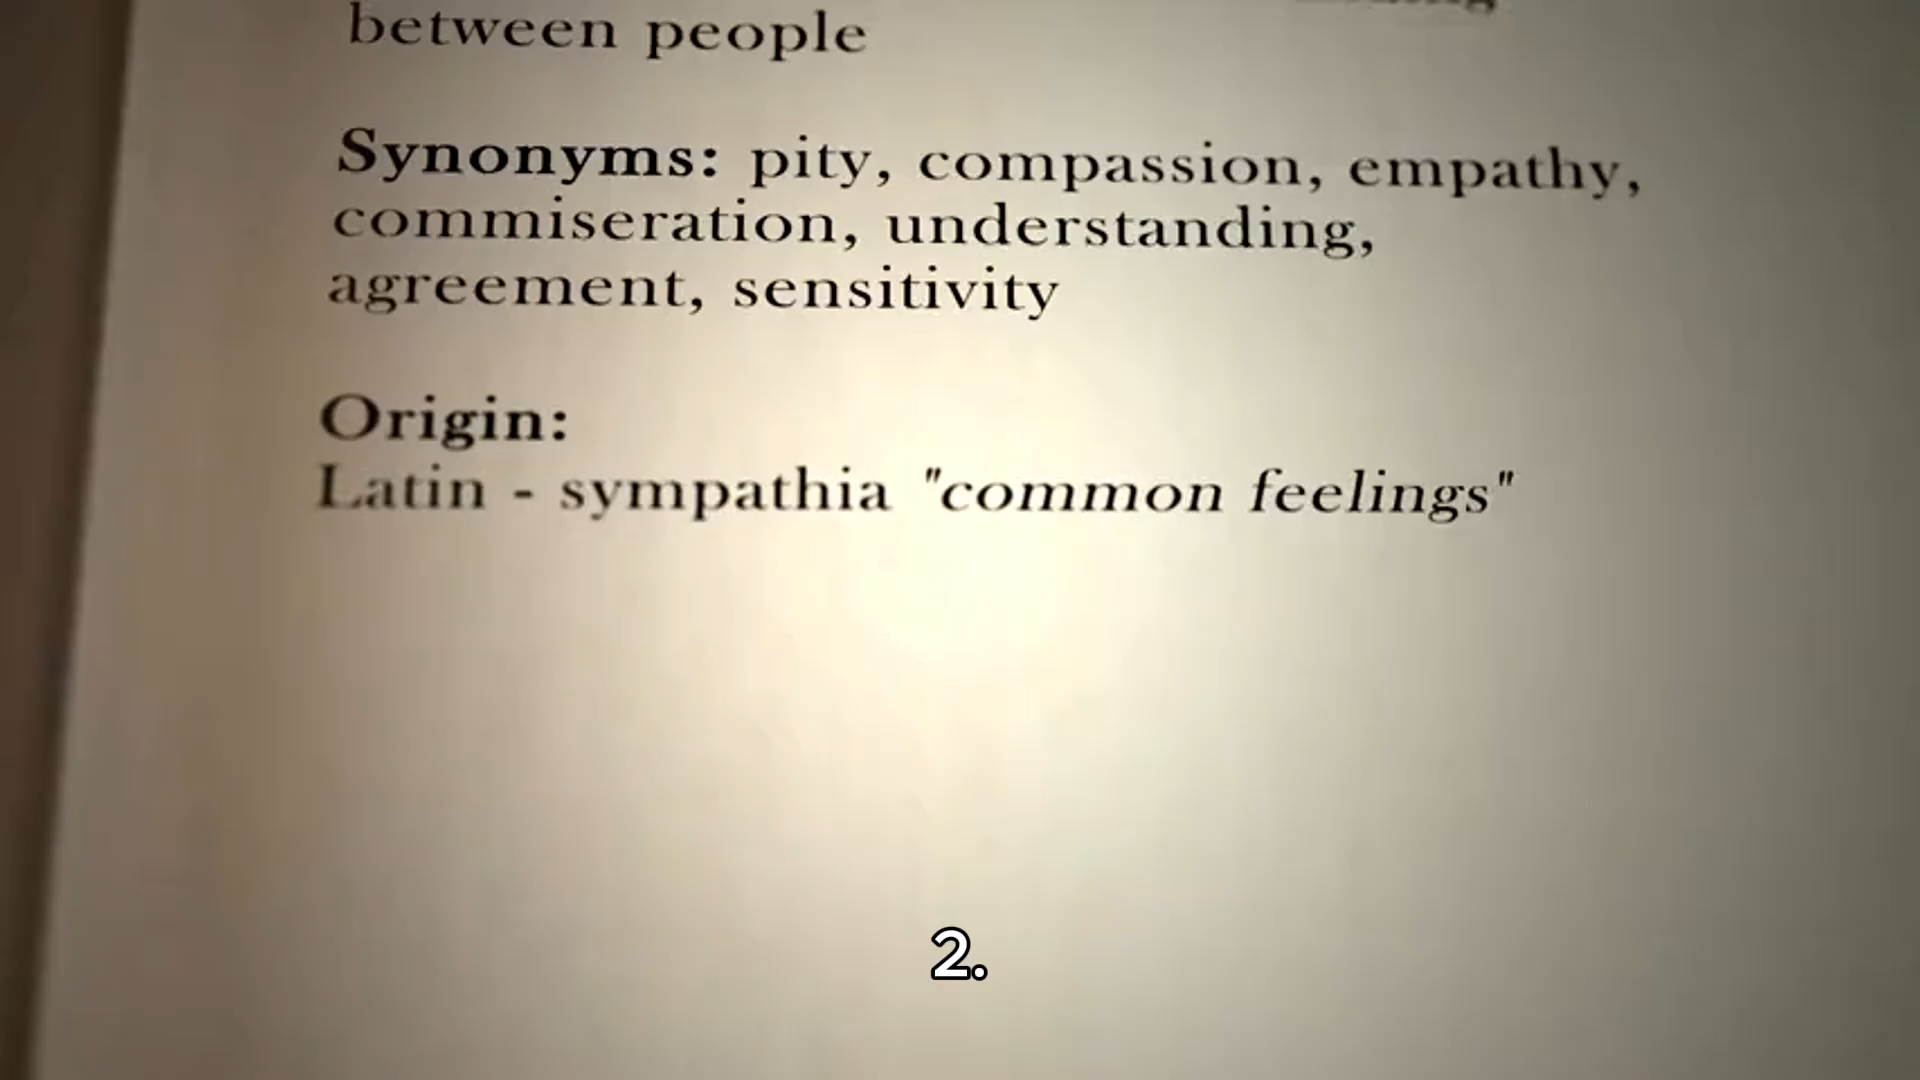 between people
Synonyms: pity, compassion, empathy,
commiseration, understanding,
agreement, sensitivity
Origin:
Latin - sympathia "common feelings"
2.